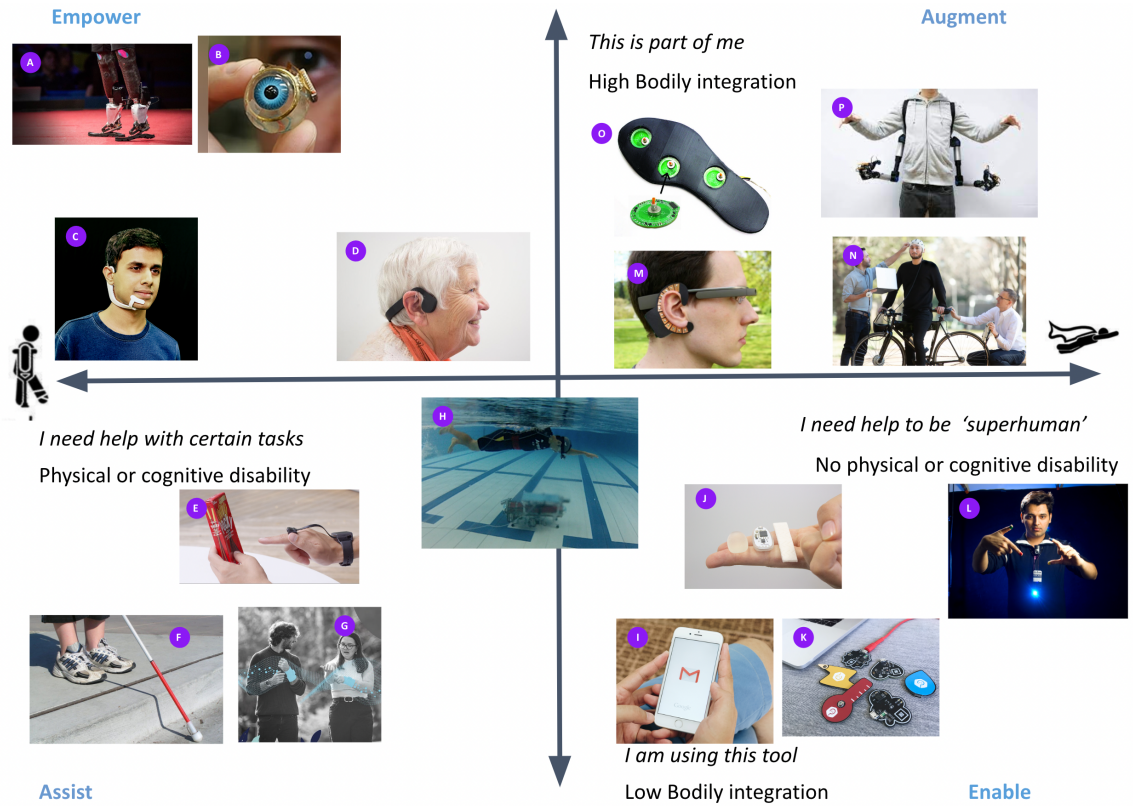 Empower
Augment
This is part of me
High Bodily integration
A
B
O
P
C
D
M
N
I need help with certain tasks
Physical or cognitive disability
H
I need help to be ‘superhuman’
No physical or cognitive disability
E
J
L
F
G
I
K
M
Google
I am using this tool
Low Bodily integration
Assist
Enable